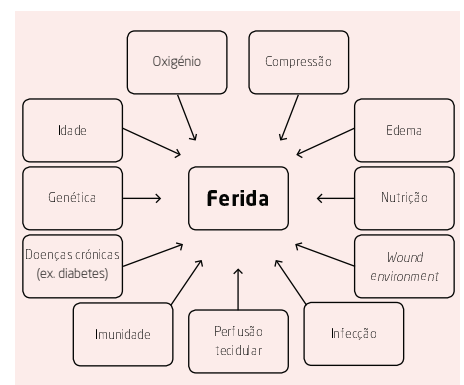 Oxigénio
Compressão
Idade
Edema
Genética
Ferida
Nutrição
Doenças crónicas
(ex. diabetes)
Wound
environment
Imunidade
Perfusão
tecidular
Infecção